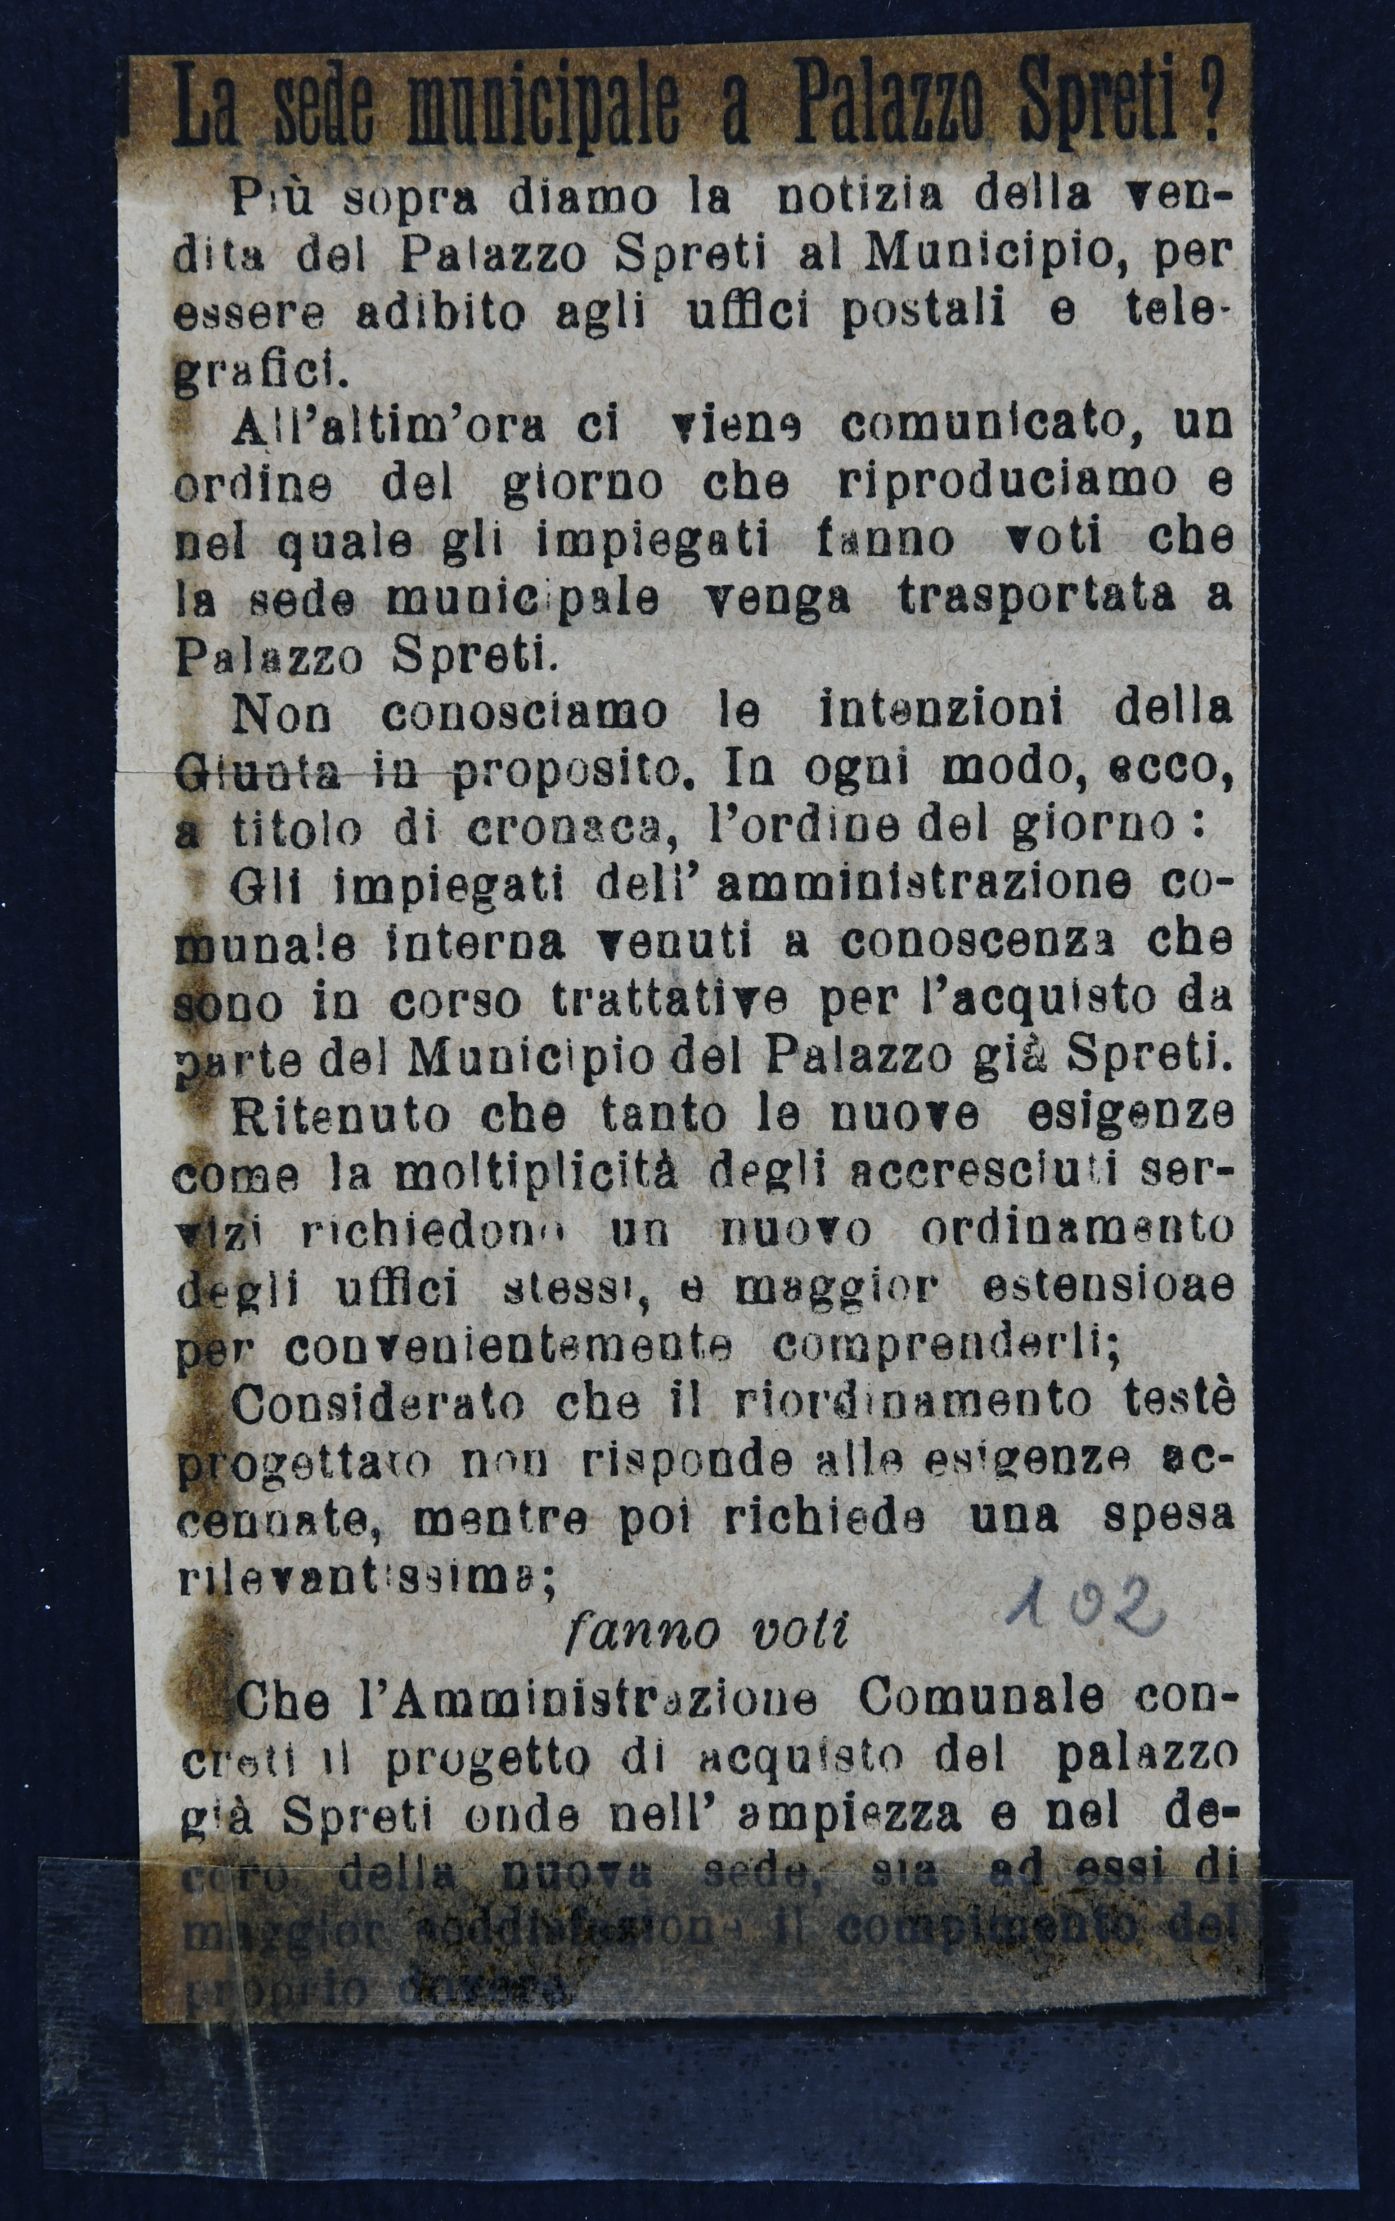 La sede municipale a Palazzo Spreti ?
Più sopra diamo la notizia della ven-
dita del Palazzo Spreti al Municipio, per
essere adibito agli uffici postali e tele-
grafici.
All'altim'ora ci viene comunicato, un
ordine del giorno che riproduciamo e
nel quale gli impiegati fanno voti che
la sede municipale venga trasportata a
Palazzo Spreti.
Non conosciamo le intenzioni della
Giunta in proposito. In ogni modo, ecco,
a titolo di cronaca, l'ordine del giorno :
Gli impiegati dell' amministrazione co-
munale interna venuti a conoscenza che
sono in corso trattative per l'acquisto da
parte del Municipio del Palazzo già Spreti.
Ritenuto che tanto le nuove esigenze
come la moltiplicità degli accresciuti ser-
vizi richiedono un nuovo ordinamento
degli uffici stessi, e maggior estensioae
per convenientemente comprenderli;
Considerato che il riordinamento testè
progettato non risponde alle esigenze ac-
cennate, mentre poi richiede una spesa
rilevantissima;
102
fanno voti
Che l'Amministrazione Comunale con-
creti il progetto di acquisto del palazzo
già Spreti onde nell' ampiezza e nel de-
coro della nuova sede, sia ad essi di
maggior soddisfazione il compimento del
proprio dovere